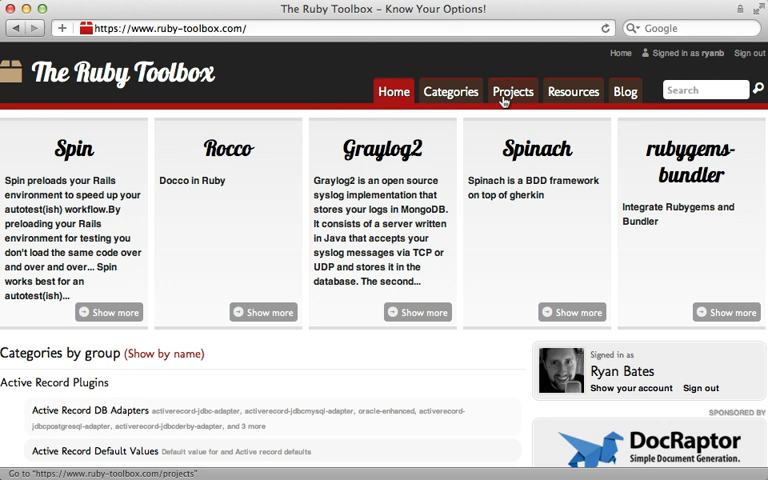 The Ruby Toolbox – Know Your Options!
https://www.ruby-toolbox.com/
Google
Home Signed in as ryanb Sign out
The Ruby Toolbox
Home Categories Projects Resources Blog Search
Spin
Spin preloads your Rails
environment to speed up your
autotest(ish) workflow.By
preloading your Rails
environment for testing you
don't load the same code over
and over and over... Spin
works best for an
autotest(ish)...
Show more
Rocco
Docco in Ruby
Show more
Graylog2
Graylog2 is an open source
syslog implementation that
stores your logs in MongoDB.
It consists of a server written
in Java that accepts your
syslog messages via TCP or
UDP and stores it in the
database. The second...
Show more
Spinach
Spinach is a BDD framework
on top of gherkin
Show more
rubygems-
bundler
Integrate Rubygems and
Bundler
Show more
Categories by group (Show by name)
Active Record Plugins
Active Record DB Adapters activerecord-jdbc-adapter, activerecord-jdbcmysql-adapter, oracle-enhanced, activerecord-
jdbcpostgresql-adapter, activerecord-jdbcderby-adapter, and 3 more
Active Record Default Values Default value for and Active record defaults
Signed in as
Ryan Bates
Show your account Sign out
SPONSORED BY
DocRaptor
Simple Document Generation.
Go to "https://www.ruby-toolbox.com/projects"